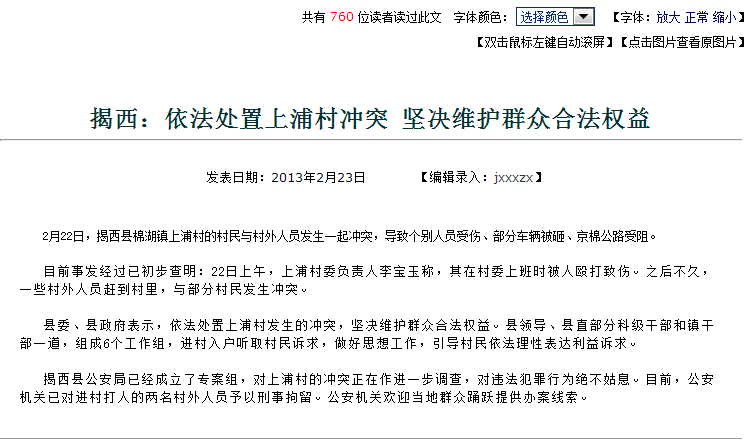 共有 760 位读者读过此文 字体颜色： 选择颜色 【字体：放大 正常 缩小】
【双击鼠标左键自动滚屏】【点击图片查看原图片】
揭西：依法处置上浦村冲突 坚决维护群众合法权益
发表日期：2013年2月23日 【编辑录入：jxxxzx】
2月22日，揭西县棉湖镇上浦村的村民与村外人员发生一起冲突，导致个别人员受伤、部分车辆被砸、京棉公路受阻。
目前事发经过已初步查明：22日上午，上浦村委负责人李宝玉称，其在村委上班时被人殴打致伤。之后不久，
一些村外人员赶到村里，与部分村民发生冲突。
县委、县政府表示，依法处置上浦村发生的冲突，坚决维护群众合法权益。县领导、县直部分科级干部和镇干
部一道，组成6个工作组，进村入户听取村民诉求，做好思想工作，引导村民依法理性表达利益诉求。
揭西县公安局已经成立了专案组，对上浦村的冲突正在作进一步调查，对违法犯罪行为绝不姑息。目前，公安
机关已对进村打人的两名村外人员予以刑事拘留。公安机关欢迎当地群众踊跃提供办案线索。